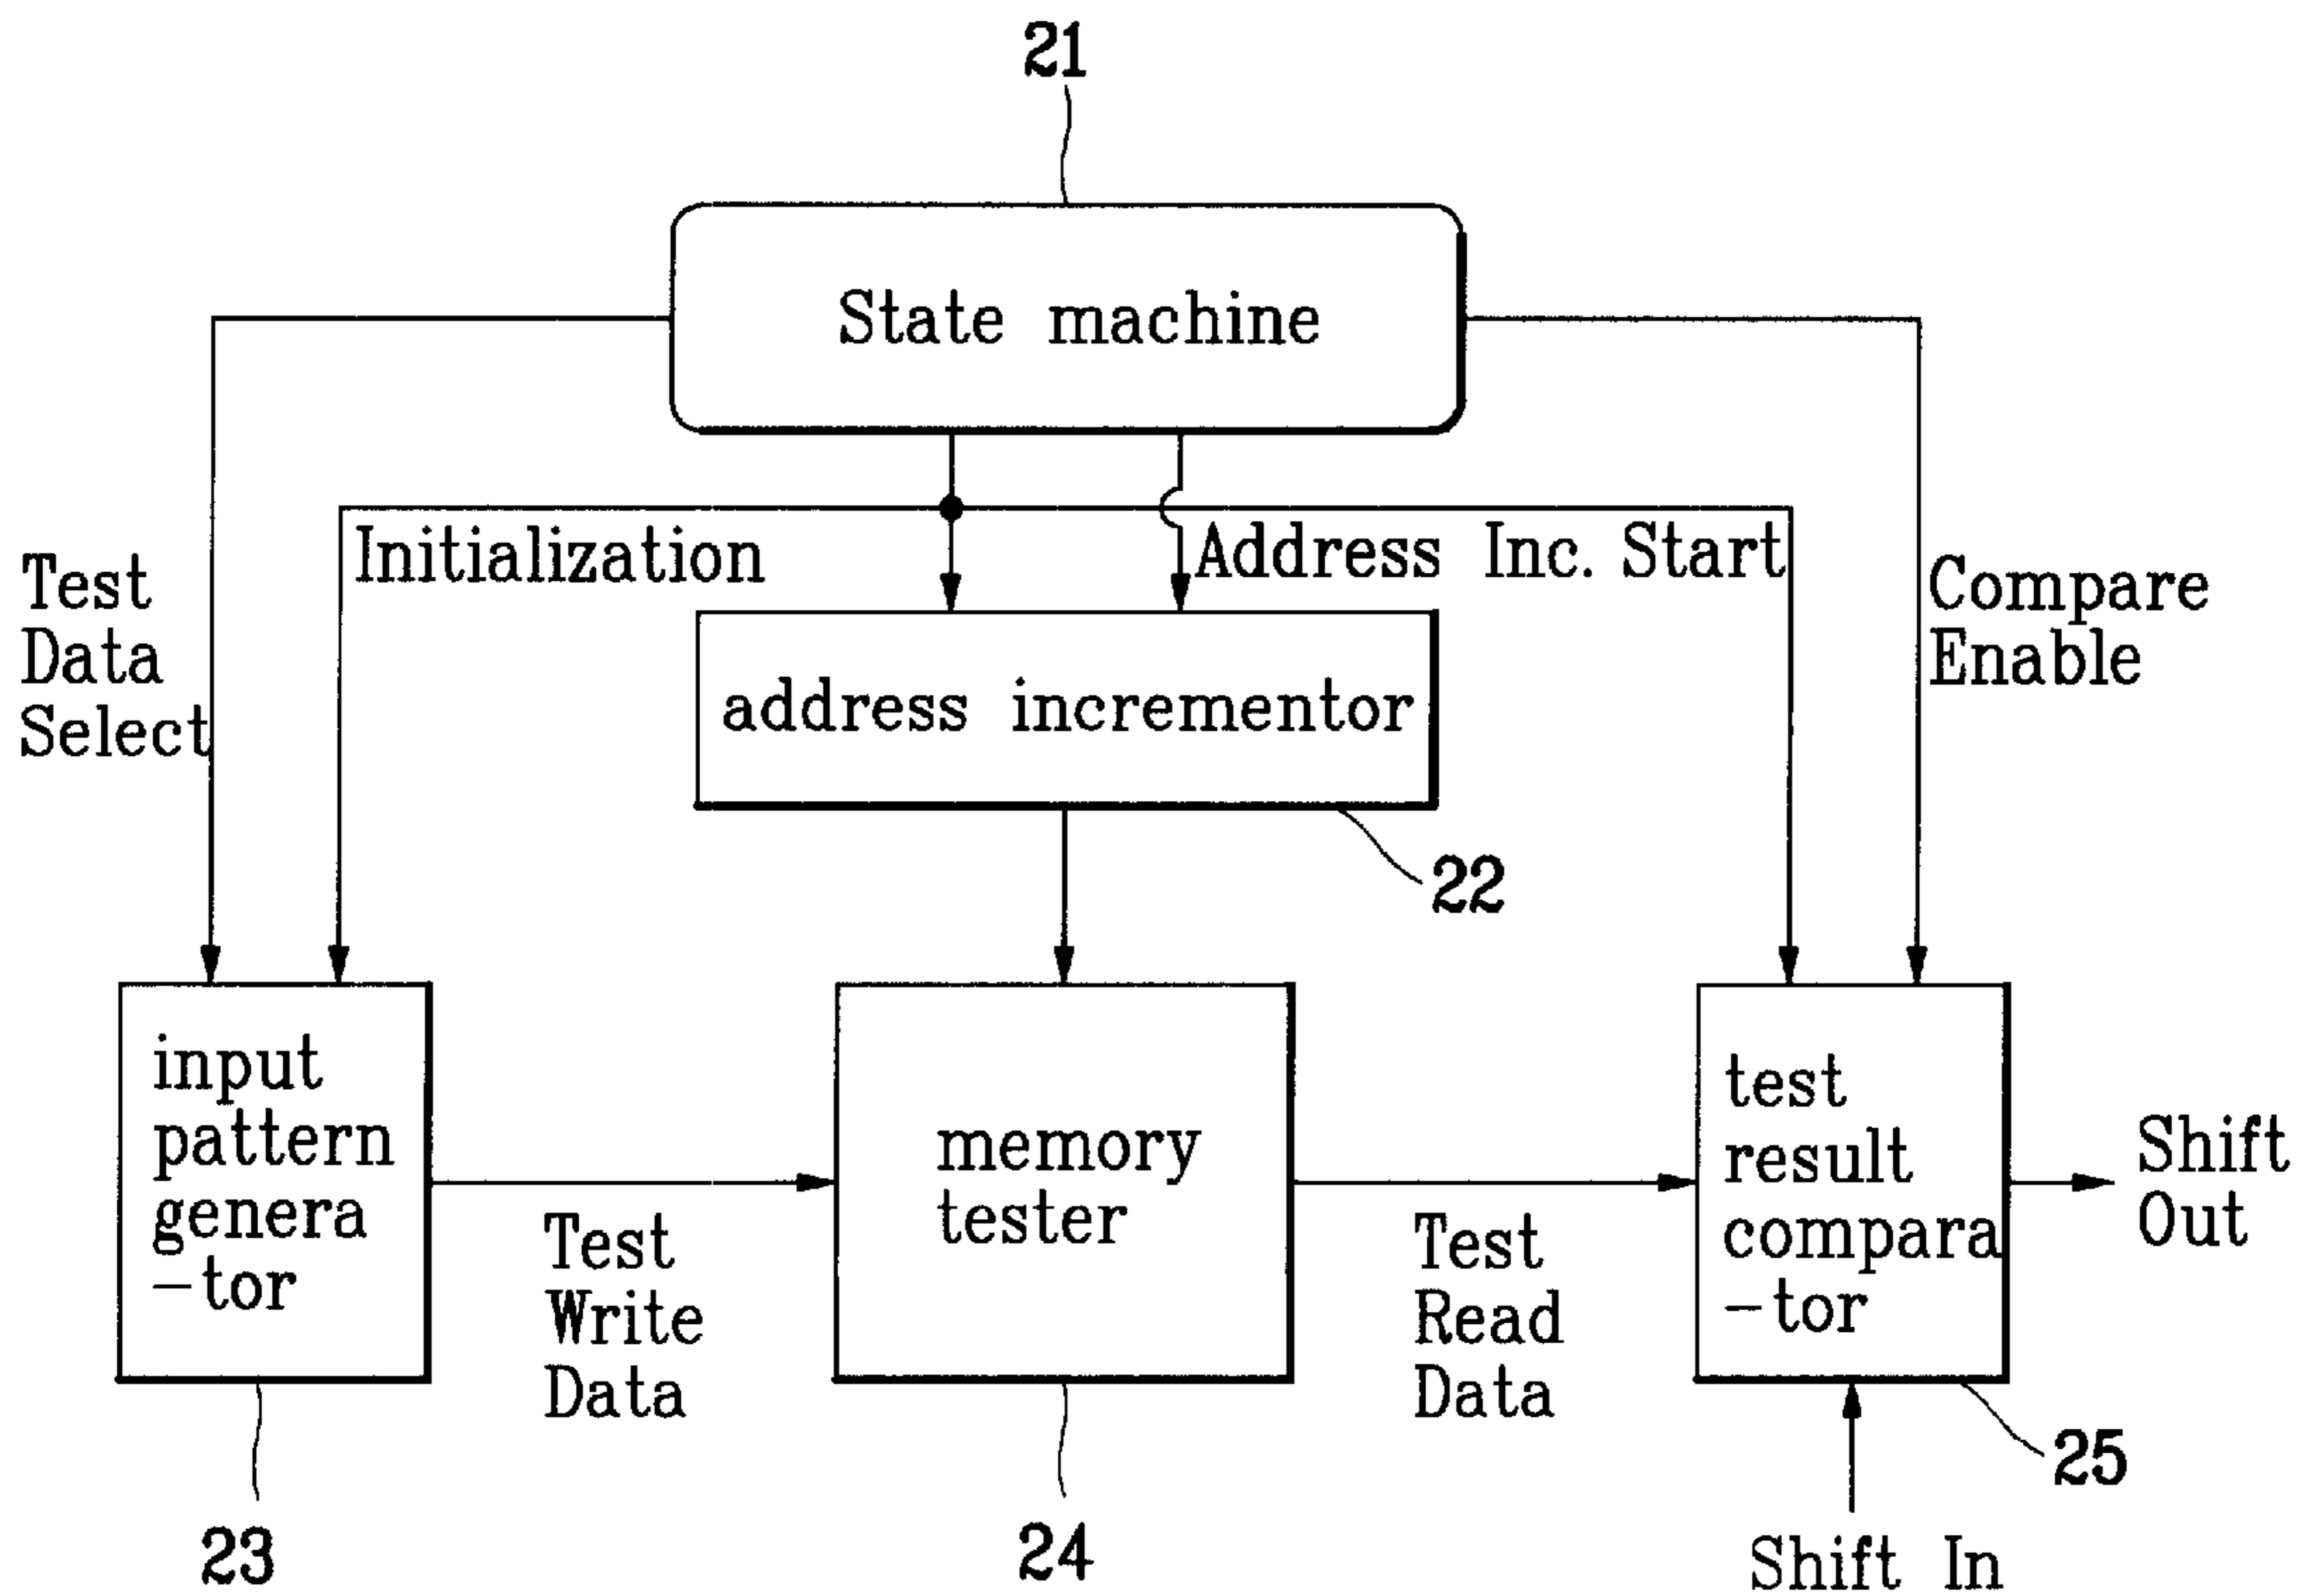 21
State machine
Initialization
Address Inc. Start
Test
Data
Select
Compare
Enable
address incrementor
22
input
pattern
genera
-tor
memory
tester
test
result
compara
-tor
Shift
Out
Test
Write
Data
Test
Read
Data
23
24
25
Shift In